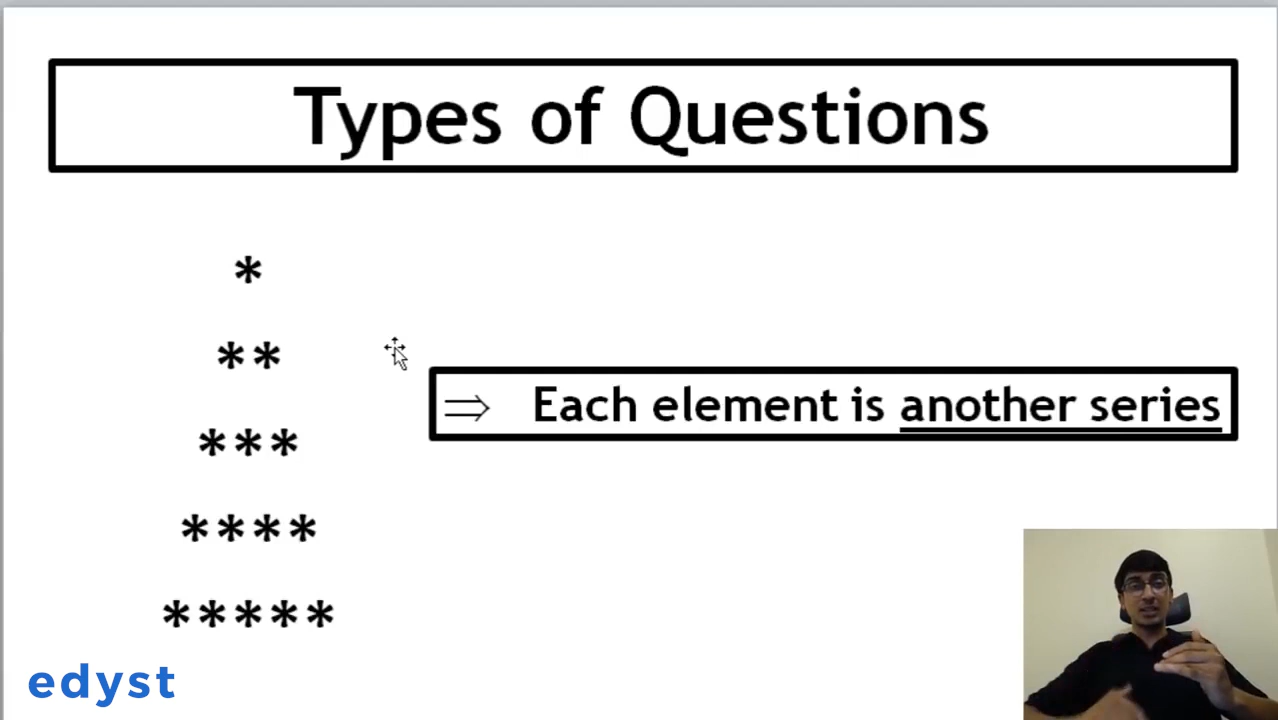 Types of Questions
*
**
***
⇒ Each element is another series
****
*****
edyst